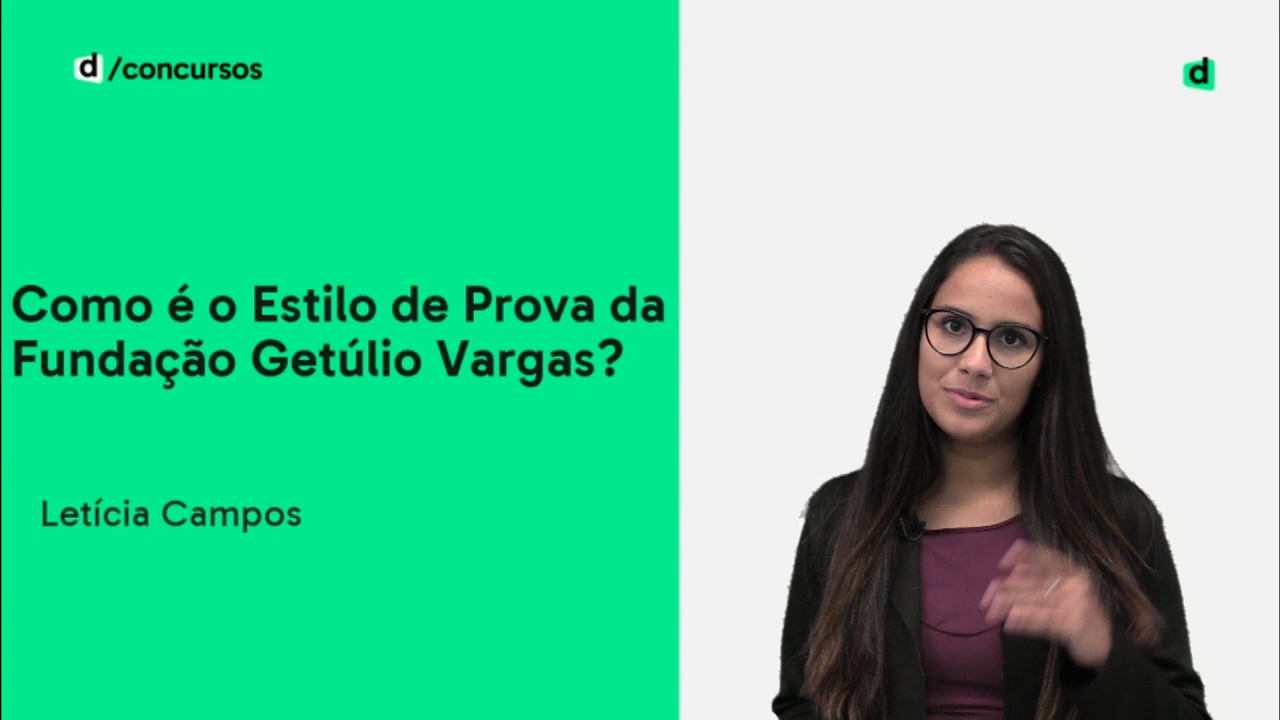 d /concursos
d
Como é o Estilo de Prova da
Fundação Getúlio Vargas?
Letícia Campos